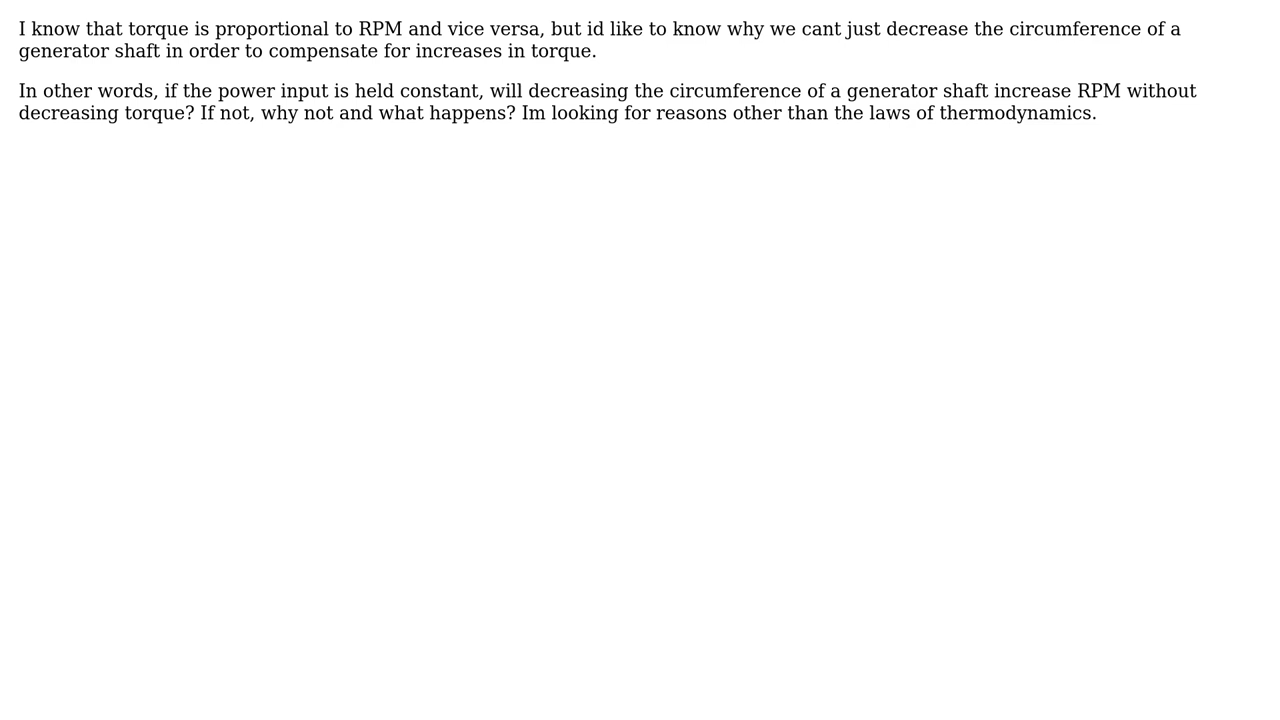 I know that torque is proportional to RPM and vice versa, but id like to know why we cant just decrease the circumference of a
generator shaft in order to compensate for increases in torque.
In other words, if the power input is held constant, will decreasing the circumference of a generator shaft increase RPM without
decreasing torque? If not, why not and what happens? Im looking for reasons other than the laws of thermodynamics.